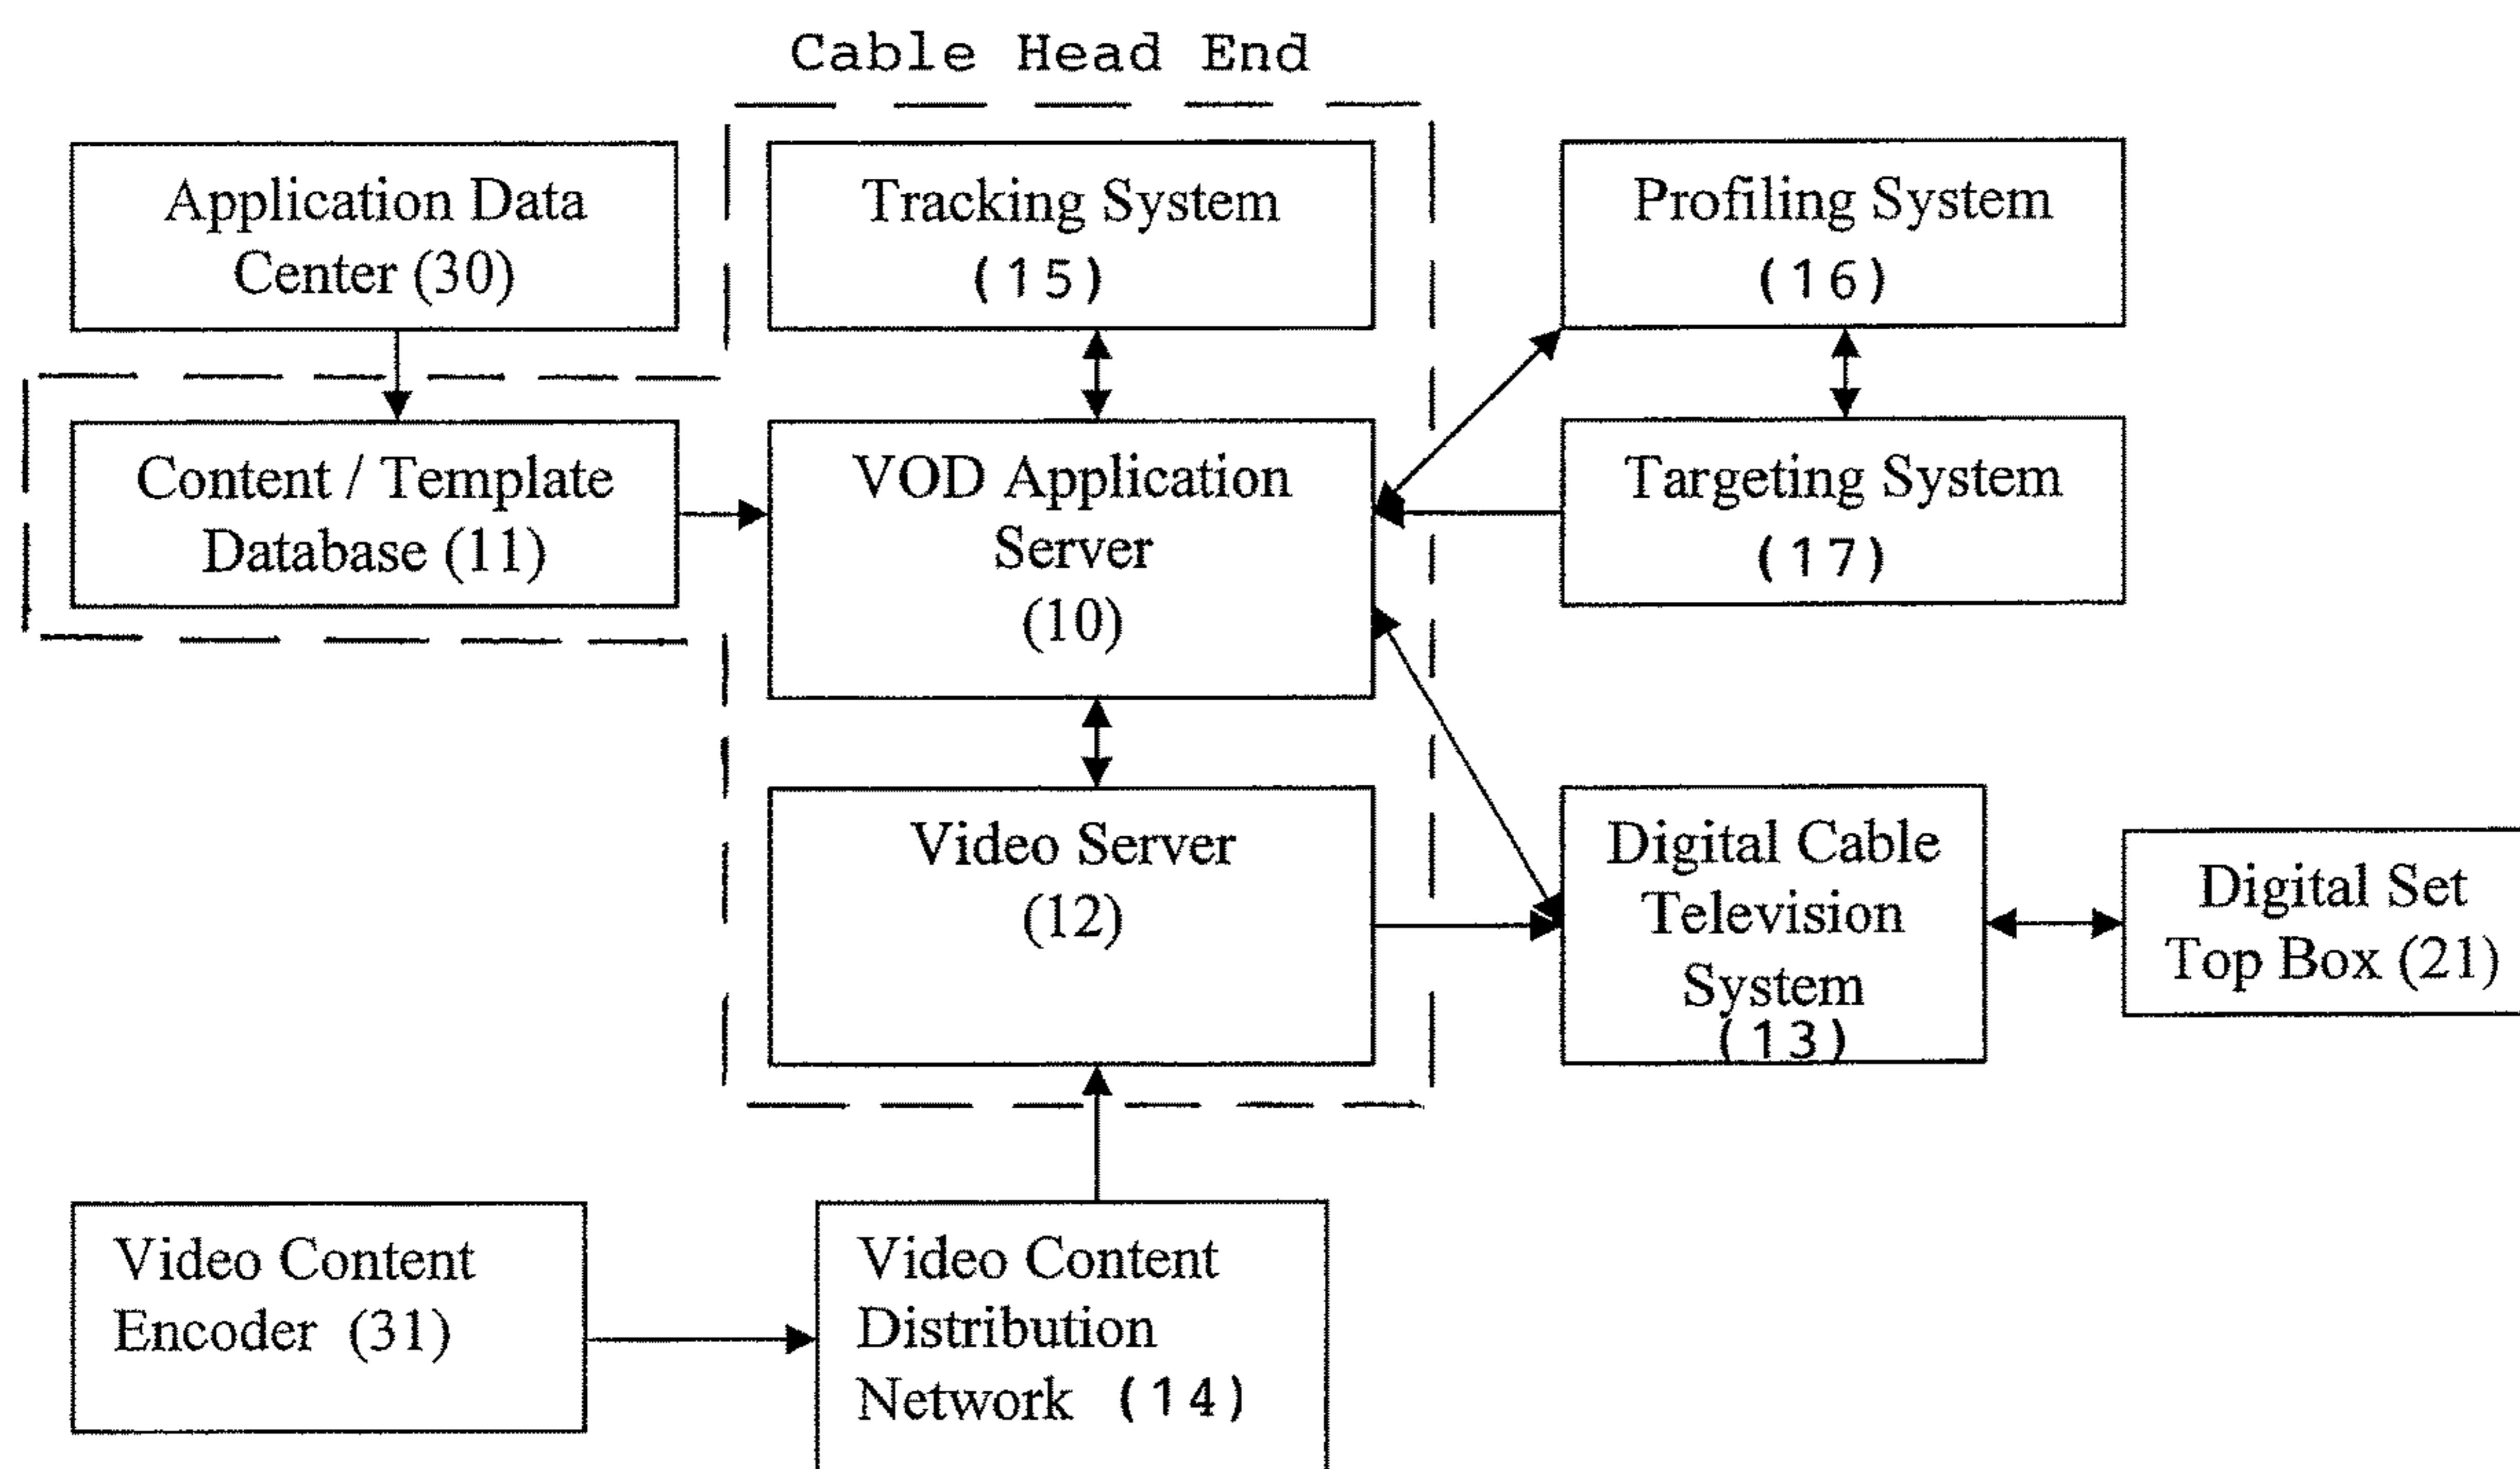 Cable Head End
Application Data
Center (30)
Tracking System
(15)
Profiling System
(16)
Content / Template
Database (11)
VOD Application
Server
(10)
Targeting System
(17)
Video Server
(12)
Digital Cable
Television
System
(13)
Digital Set
Top Box (21)
Video Content
Encoder (31)
Video Content
Distribution
Network (14)